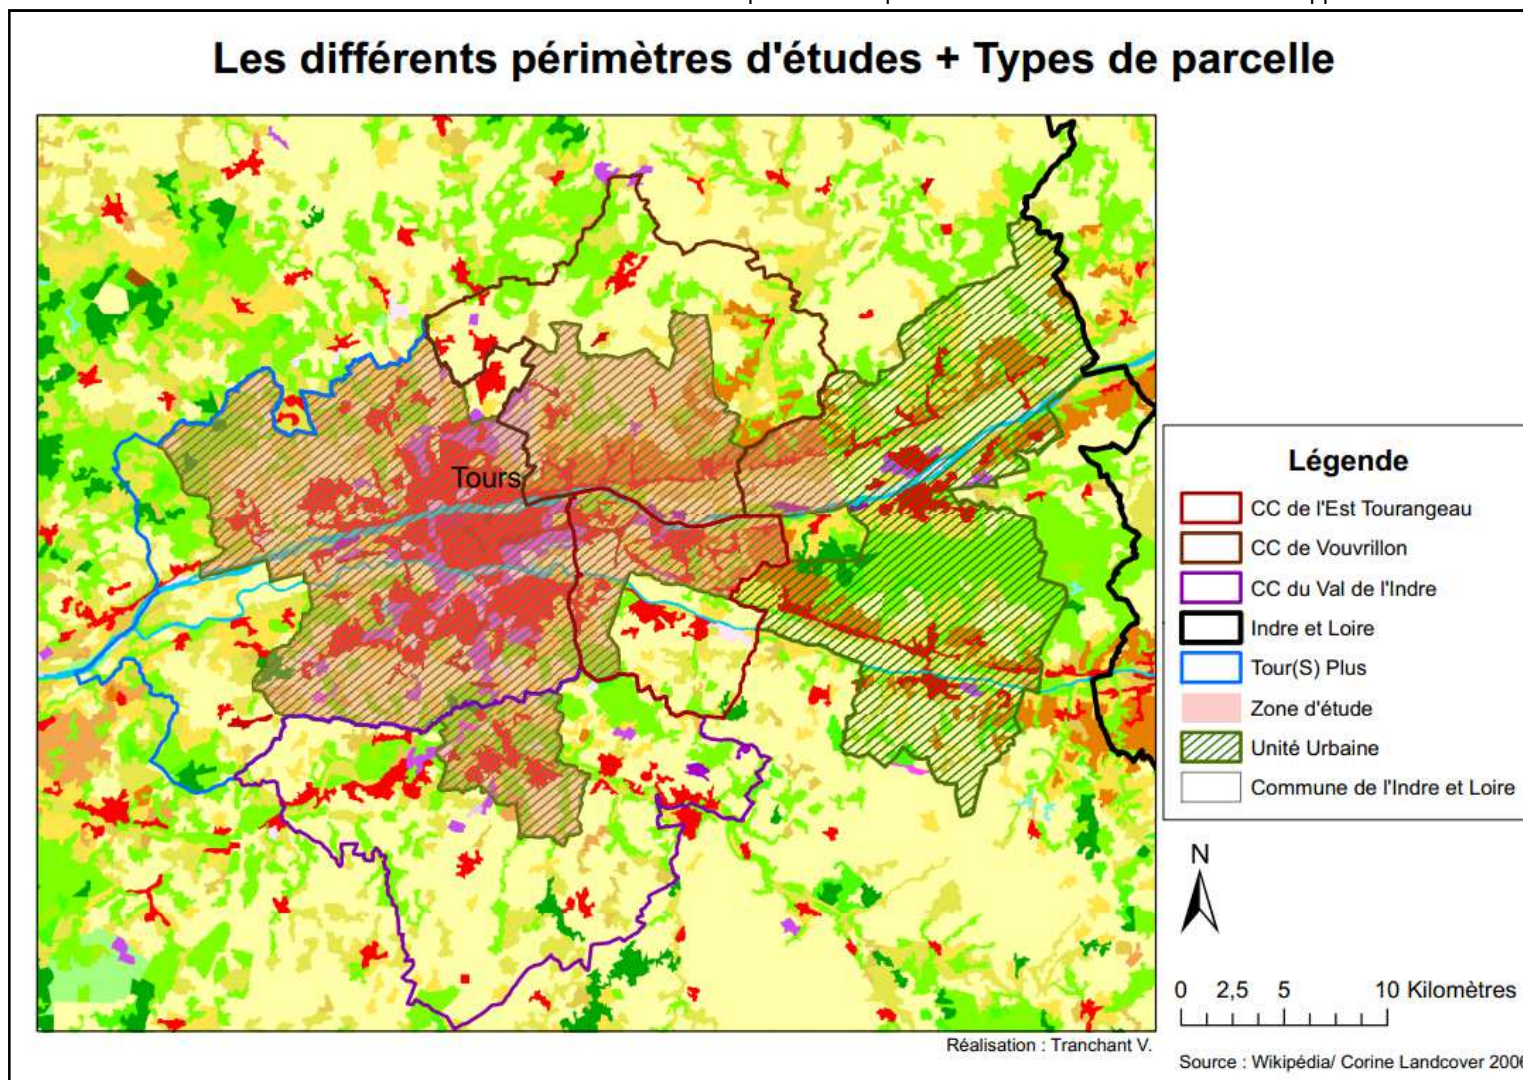 Les différents périmètres d'études + Types de parcelle
Tours
Légende
CC de l'Est Tourangeau
CC de Vouvrillon
CC du Val de l'Indre
Indre et Loire
Tour(S) Plus
Zone d'étude
Unité Urbaine
Commune de l'Indre et Loire
N
0 2,5 5 10 Kilomètres
Réalisation : Tranchant V.
Source : Wikipédia/ Corine Landcover 2006